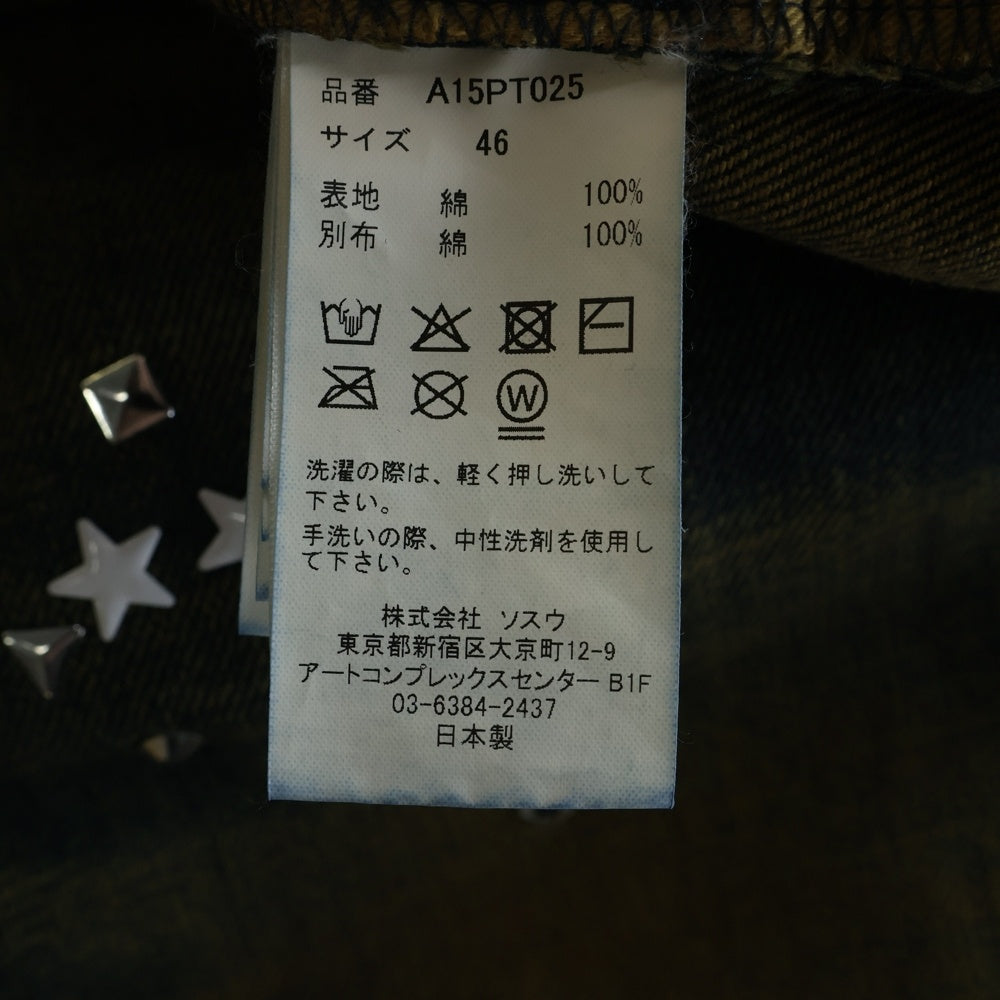 品番 A15PT025
サイズ 46
表地 綿 100%
別布 綿 100%
W
洗濯の際は、軽く押し洗いして
下さい。
手洗いの際、中性洗剤を使用し
て下さい。
株式会社 ソスウ
東京都新宿区大京町12-9
アートコンプレックスセンター B1F
03-6384-2437
日本製